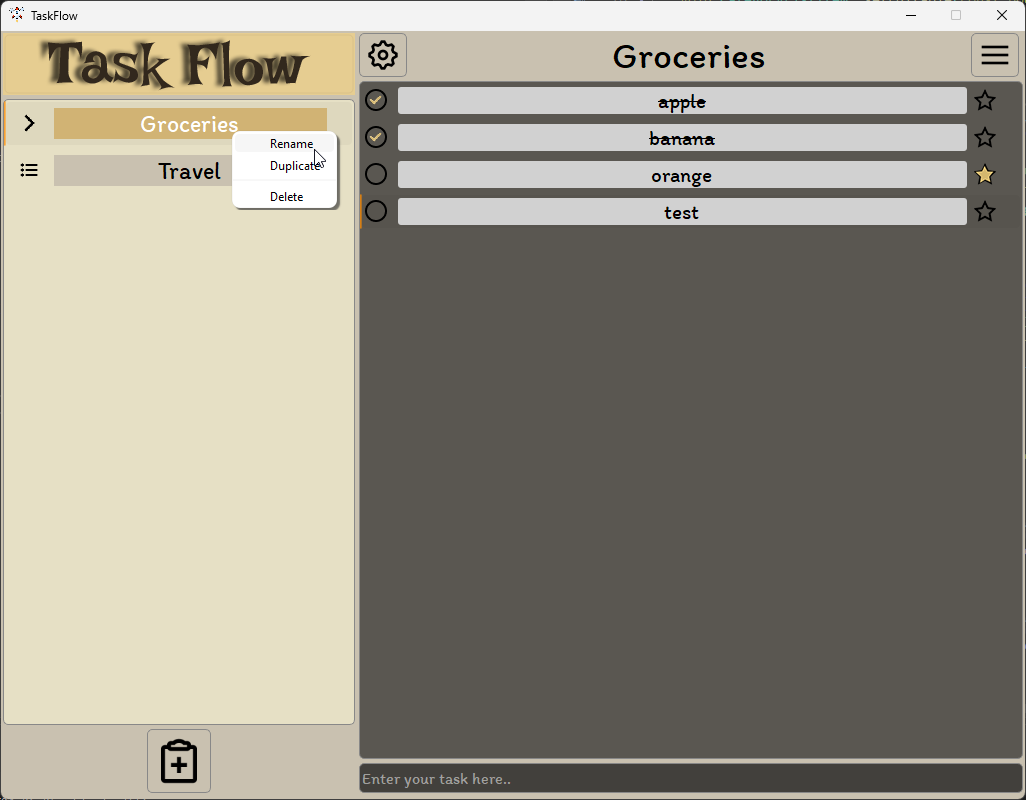 TaskFlow
Task Flow
Groceries
Rename
Duplicate
Delete
Travel
Groceries
apple
banana
orange
test
Enter your task here..